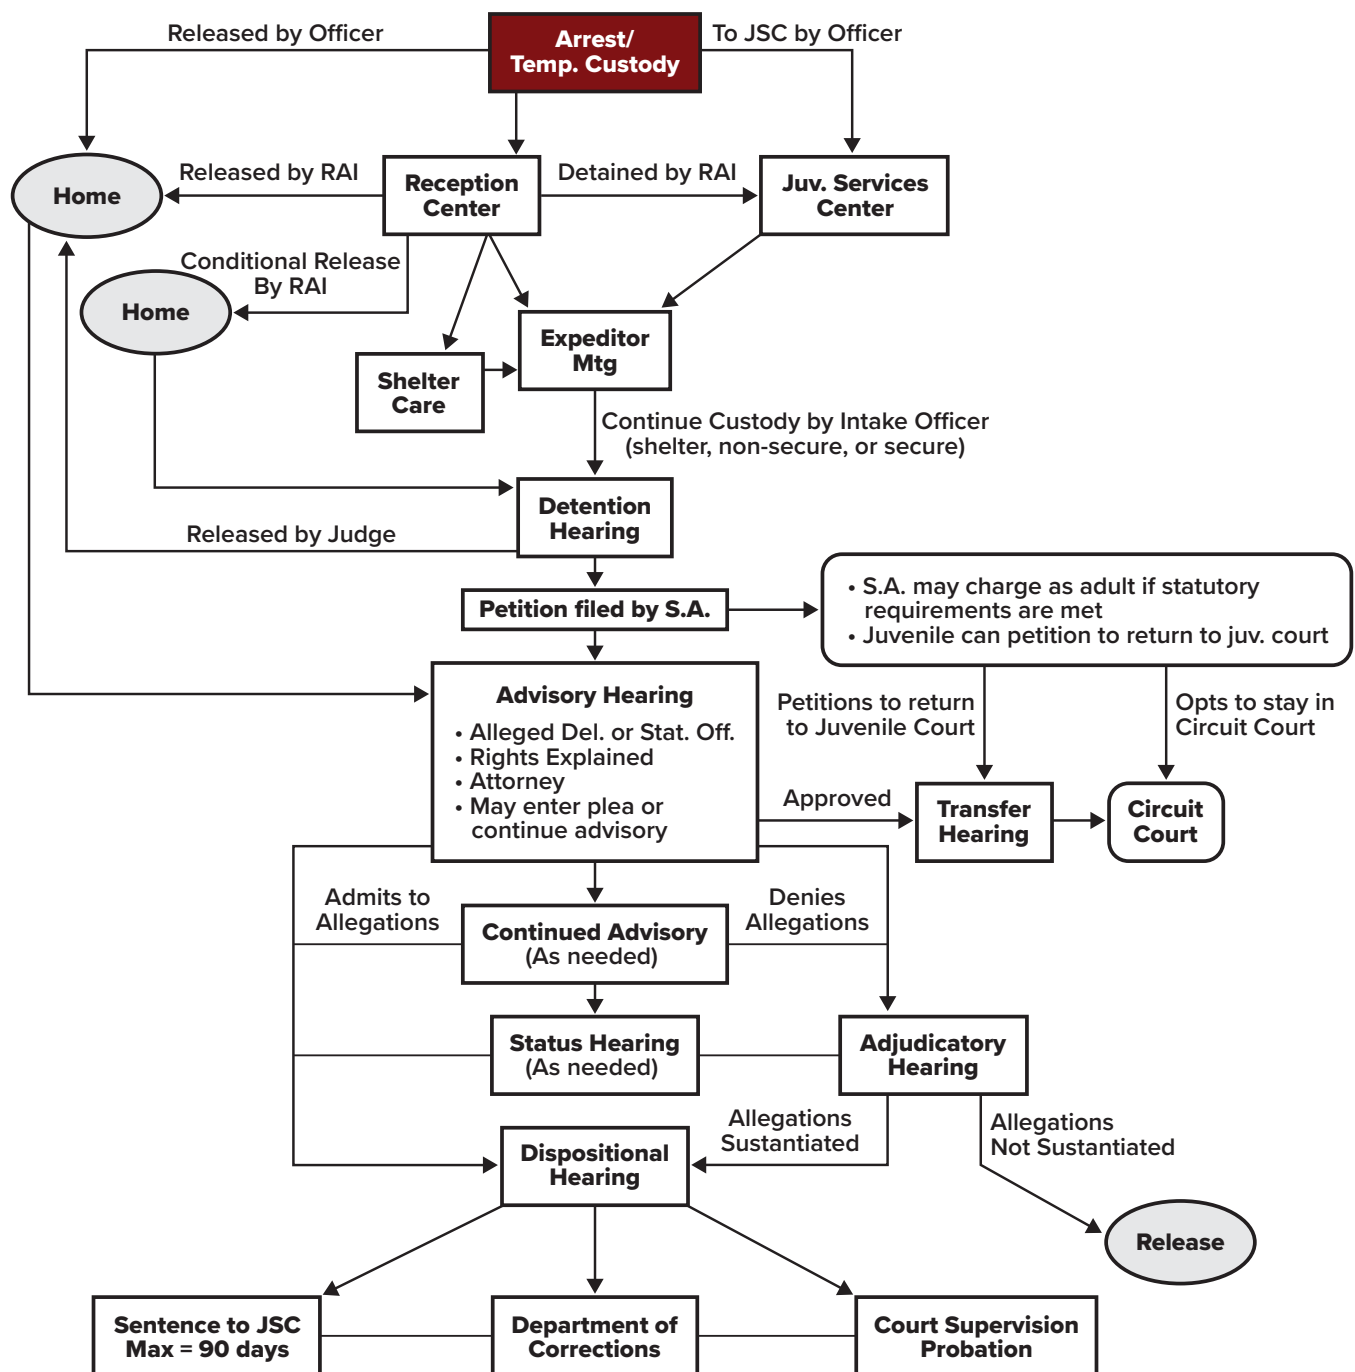 Released by Officer
Arrest/
Temp. Custody
To JSC by Officer
Home
Released by RAI
Reception
Center
Detained by RAI
Juv. Services
Center
Conditional Release
By RAI
Home
Expeditor
Mtg
Shelter
Care
Continue Custody by Intake Officer
(shelter, non-secure, or secure)
Detention
Hearing
Released by Judge
Petition filed by S.A.
• S.A. may charge as adult if statutory
requirements are met
• Juvenile can petition to return to juv. court
Advisory Hearing
• Alleged Del. or Stat. Off.
• Rights Explained
• Attorney
• May enter plea or
continue advisory
Petitions to return
to Juvenile Court
Opts to stay in
Circuit Court
Approved
Transfer
Hearing
Circuit
Court
Admits to
Allegations
Continued Advisory
(As needed)
Denies
Allegations
Status Hearing
(As needed)
Adjudicatory
Hearing
Allegations
Sustantiated
Allegations
Not Sustantiated
Dispositional
Hearing
Release
Sentence to JSC
Max = 90 days
Department of
Corrections
Court Supervision
Probation